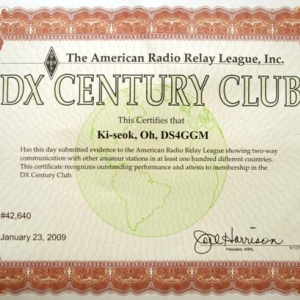 The American Radio Relay League, Inc.
DX CENTURY CLUB
This Certifies that
Ki-seok, Oh, DS4GGM
Has this day submitted evidence to the American Radio Relay League showing two-way
communication with other amateur stations in at least one hundred different countries.
This certificate recognizes outstanding performance and attests to membership in the
DX Century Club.
#42,640
January 23, 2009
Joel Harrison
President, ARRL